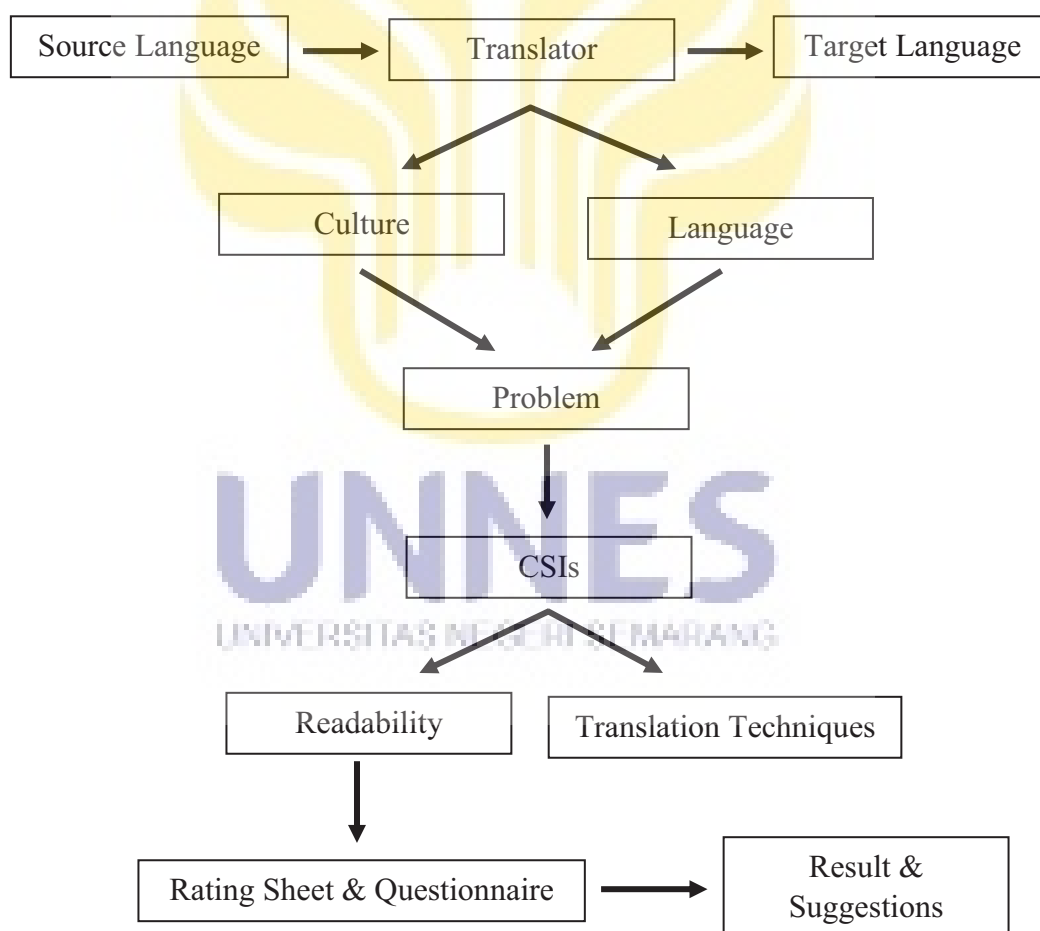 Source Language
Translator
Target Language
Culture
Language
Problem
UNNES
CSIs
UNIVERSITAS NEGERI SEMARANG
Readability
Translation Techniques
Rating Sheet & Questionnaire
Result &
Suggestions